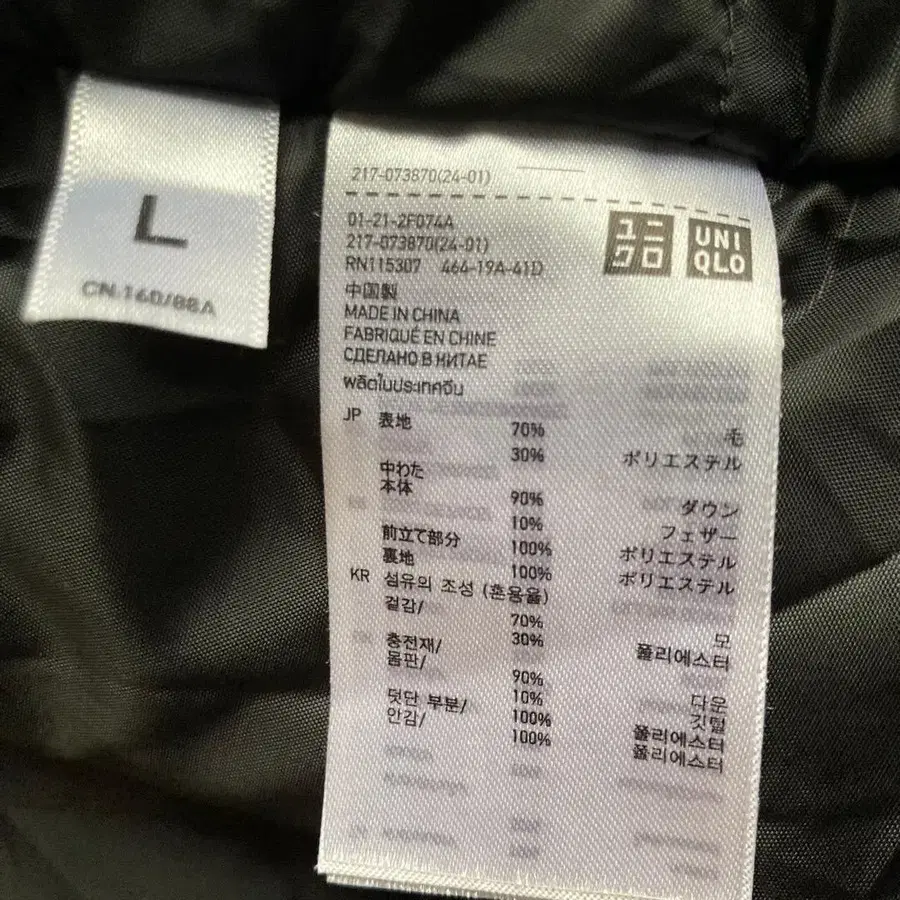 L
CN.160/88A
217-073870(24-01)
01-21-2F074A
217-073870(24-01)
RN115307 464-19A-41D
ユニクロ
UNIQLO
中国製
MADE IN CHINA
FABRIQUÉ EN CHINE
СДЕЛАНО В КИТАЕ
ผลิตในประเทศจีน
JP 表地
70% 毛
30% ポリエステル
中わた
本体
90% ダウン
10% フェザー
前立て部分 100% ポリエステル
裏地 100% ポリエステル
KR 섬유의 조성 (혼용율)
겉감/
70% 모
30% 폴리에스터
충전재/
몸판/
90% 다운
10% 깃털
덧단 부분/ 100% 폴리에스터
안감/ 100% 폴리에스터